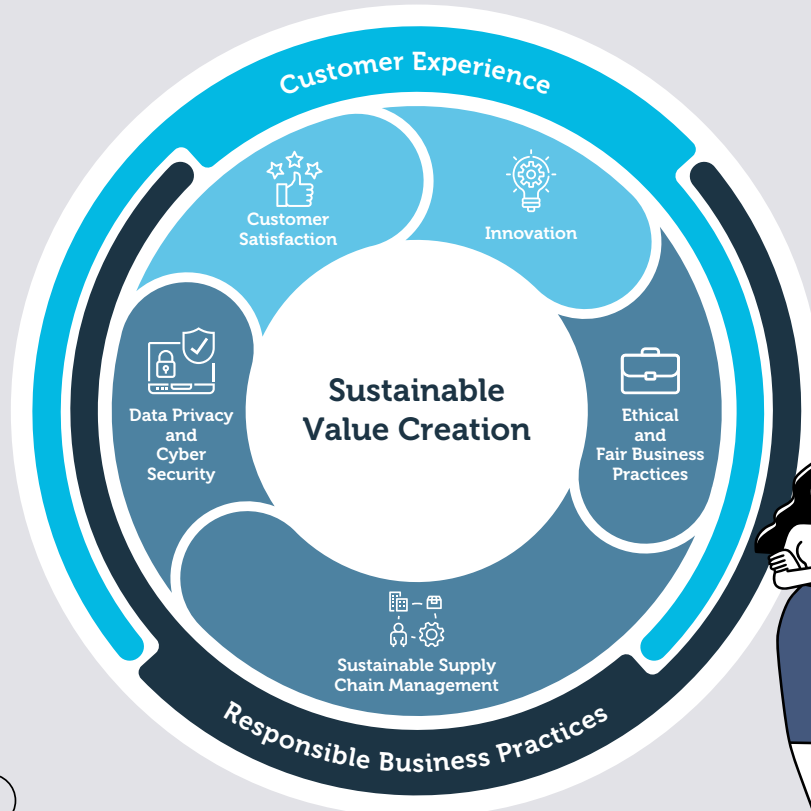 Customer Experience
Customer
Satisfaction
Innovation
Data Privacy
and
Cyber
Security
Sustainable
Value Creation
Ethical
and
Fair Business
Practices
Sustainable Supply
Chain Management
Responsible Business Practices